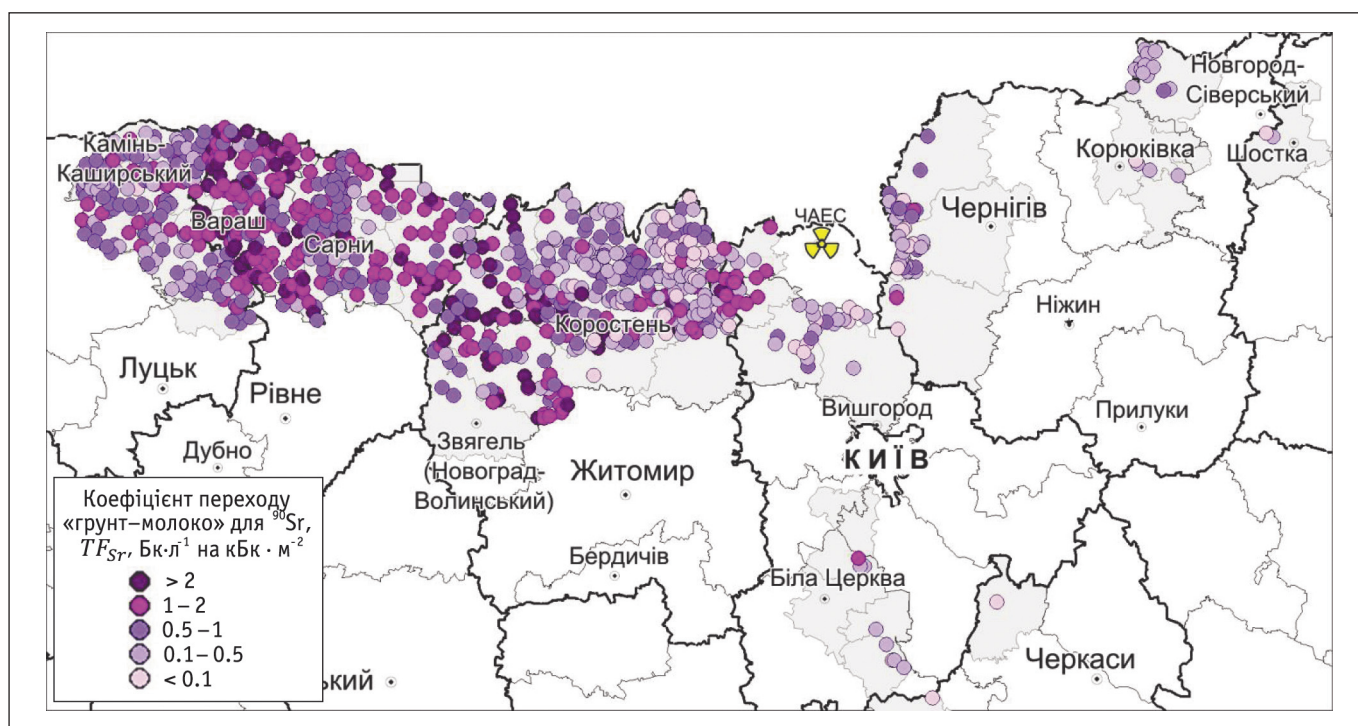 Новгород-
Сіверський
Камінь-
Каширський
Корюківка
Шостка
Вараш
Сарни
ЧАЕС
Чернігів
Ніжин
Коростень
Луцьк
Рівне
Вишгород
Прилуки
Дубно
Звягель
(Новоград-
Волинський)
Житомир
КИЇВ
Бердичів
Біла Церква
Черкаси
ький
Коефіцієнт переходу
«грунт–молоко» для ⁹⁰Sr,
TF_Sr, Бк·л⁻¹ на кБк · м⁻²
> 2
1 – 2
0.5 – 1
0.1 – 0.5
< 0.1